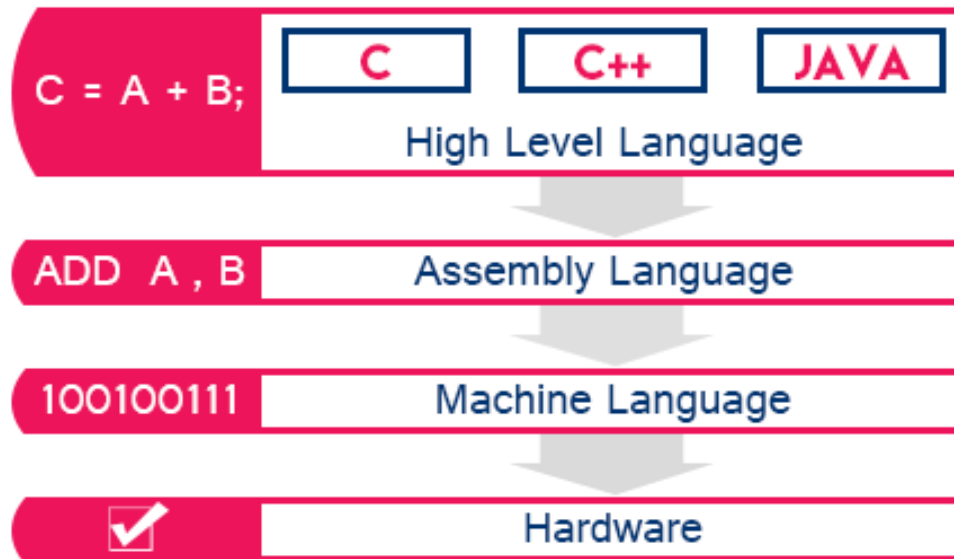 C = A + B;
C
C++
JAVA
High Level Language
ADD A , B
Assembly Language
100100111
Machine Language
Hardware